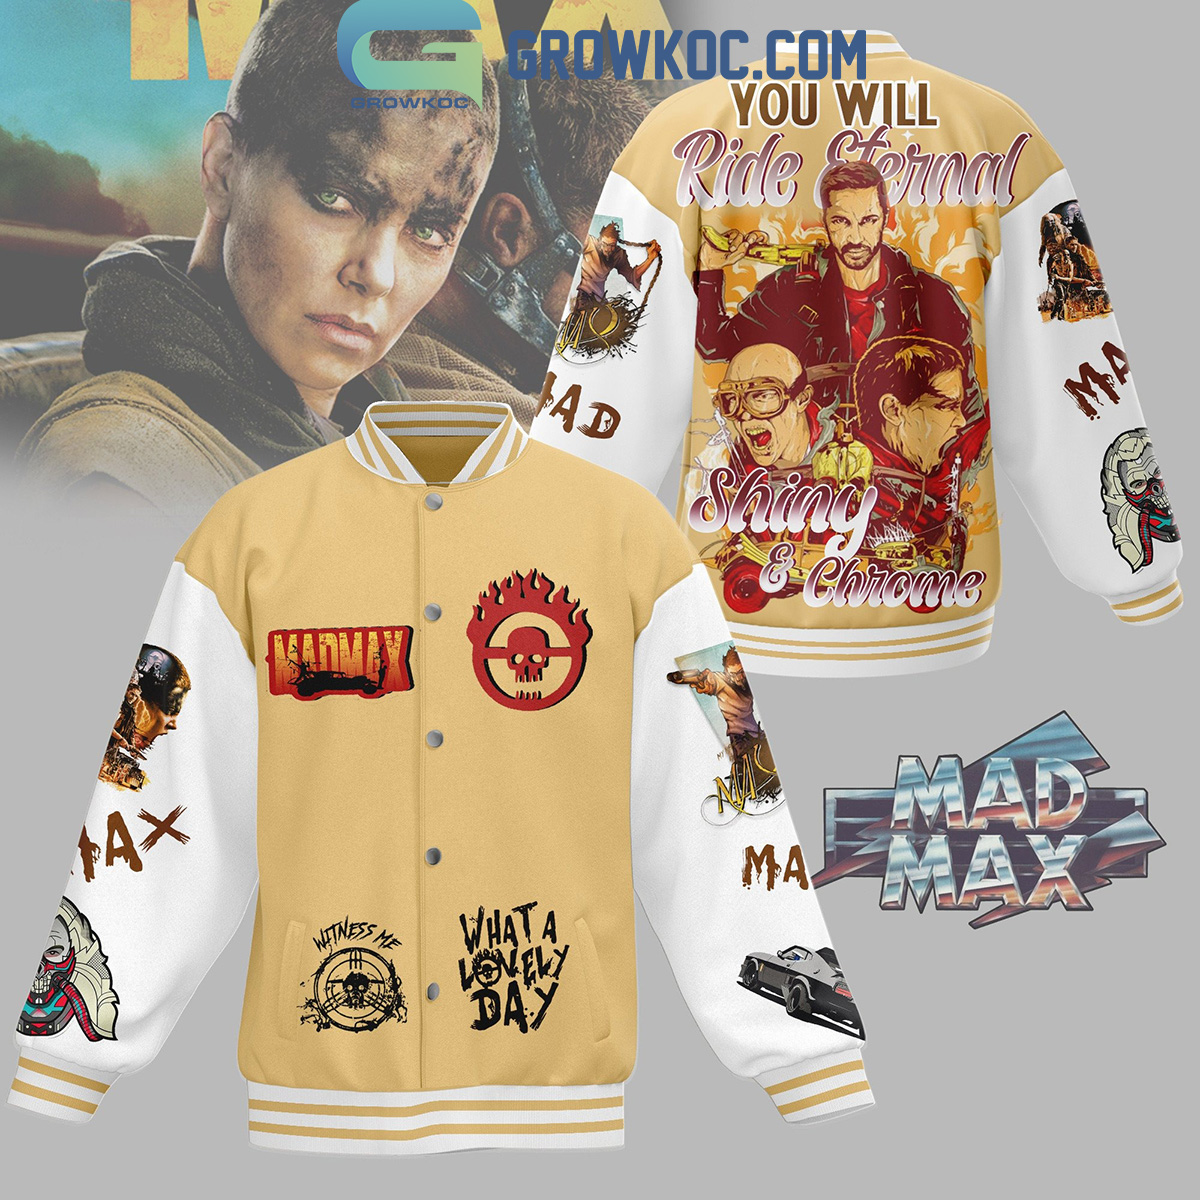 MAX
GROWKOC
GROWKOC.COM
YOU WILL
Ride Eternal
Shiny
& Chrome
MAD
MA
MADMAX
WITNESS ME
WHAT A
LOVELY
DAY
MAX
MA
MAD
MAX